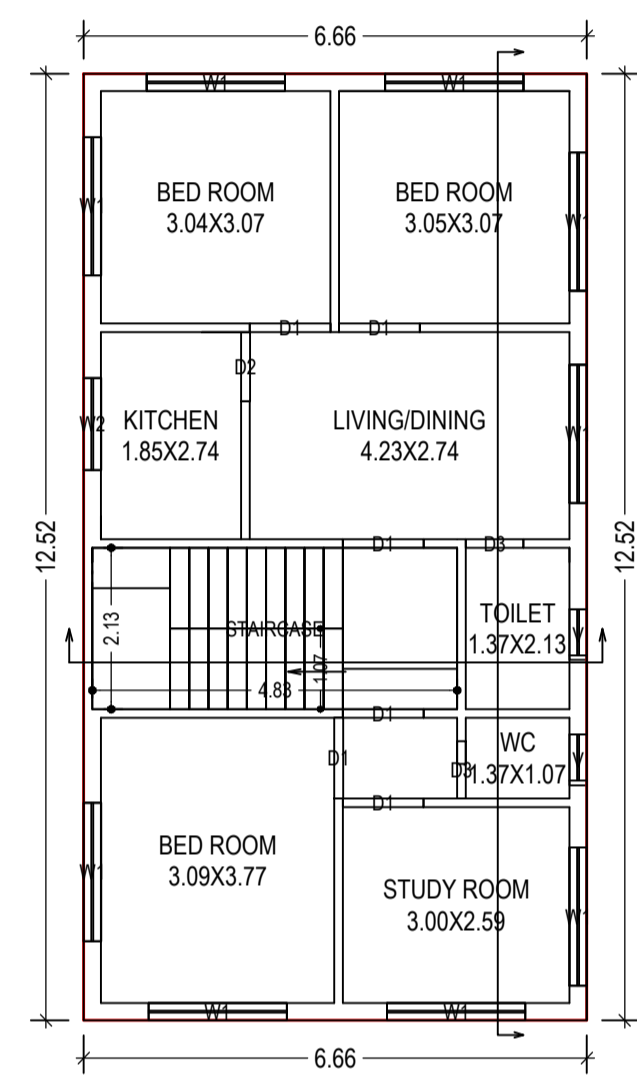 6.66
W1
W1
BED ROOM
3.04X3.07
BED ROOM
3.05X3.07
W1
W1
D1
D1
D2
KITCHEN
1.85X2.74
LIVING/DINING
4.23X2.74
W2
W1
12.52
12.52
D1
D3
2.13
STAIRCASE
TOILET
1.37X2.13
1.07
4.83
D1
WC
1.37X1.07
D1
D3
D1
BED ROOM
3.09X3.77
W1
STUDY ROOM
3.00X2.59
W1
W1
W1
6.66